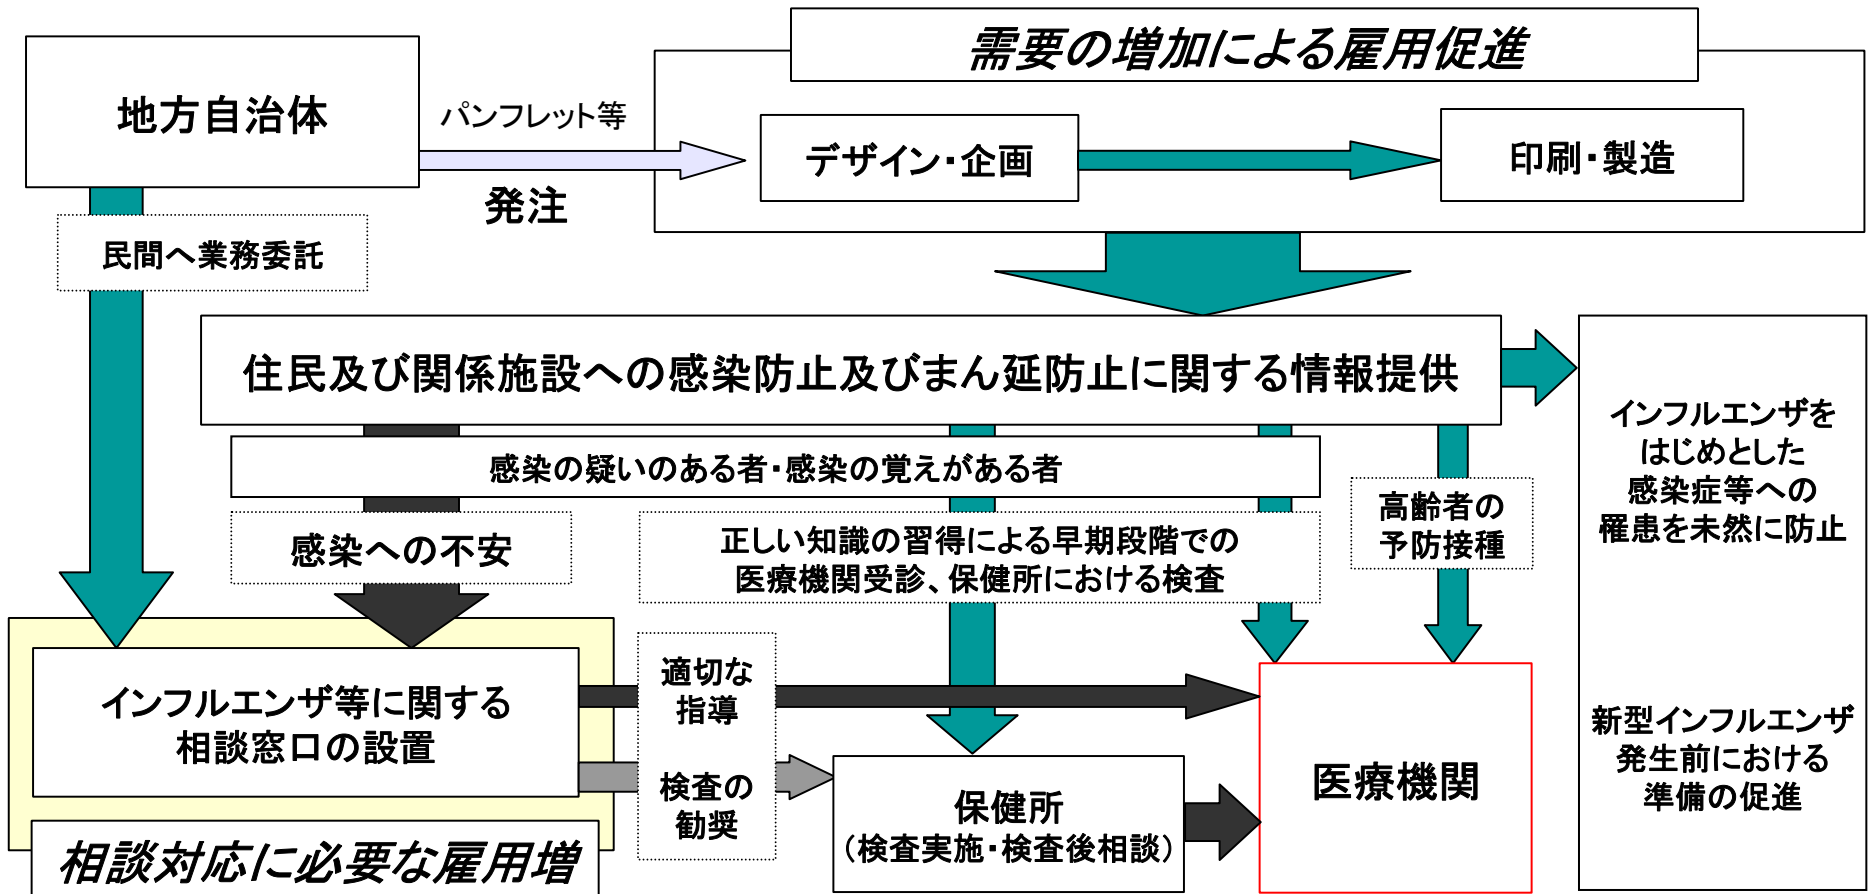 需要の増加による雇用促進
地方自治体
パンフレット等
発注
デザイン・企画
印刷・製造
民間へ業務委託
住民及び関係施設への感染防止及びまん延防止に関する情報提供
感染の疑いのある者・感染の覚えがある者
感染への不安
正しい知識の習得による早期段階での
医療機関受診、保健所における検査
高齢者の
予防接種
インフルエンザを
はじめとした
感染症等への
罹患を未然に防止
新型インフルエンザ
発生前における
準備の促進
インフルエンザ等に関する
相談窓口の設置
適切な
指導
検査の
勧奨
保健所
（検査実施・検査後相談）
医療機関
相談対応に必要な雇用増